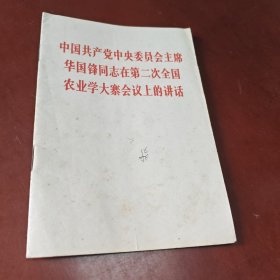 中国共产党中央委员会主席
华国锋同志在第二次全国
农业学大寨会议上的讲话